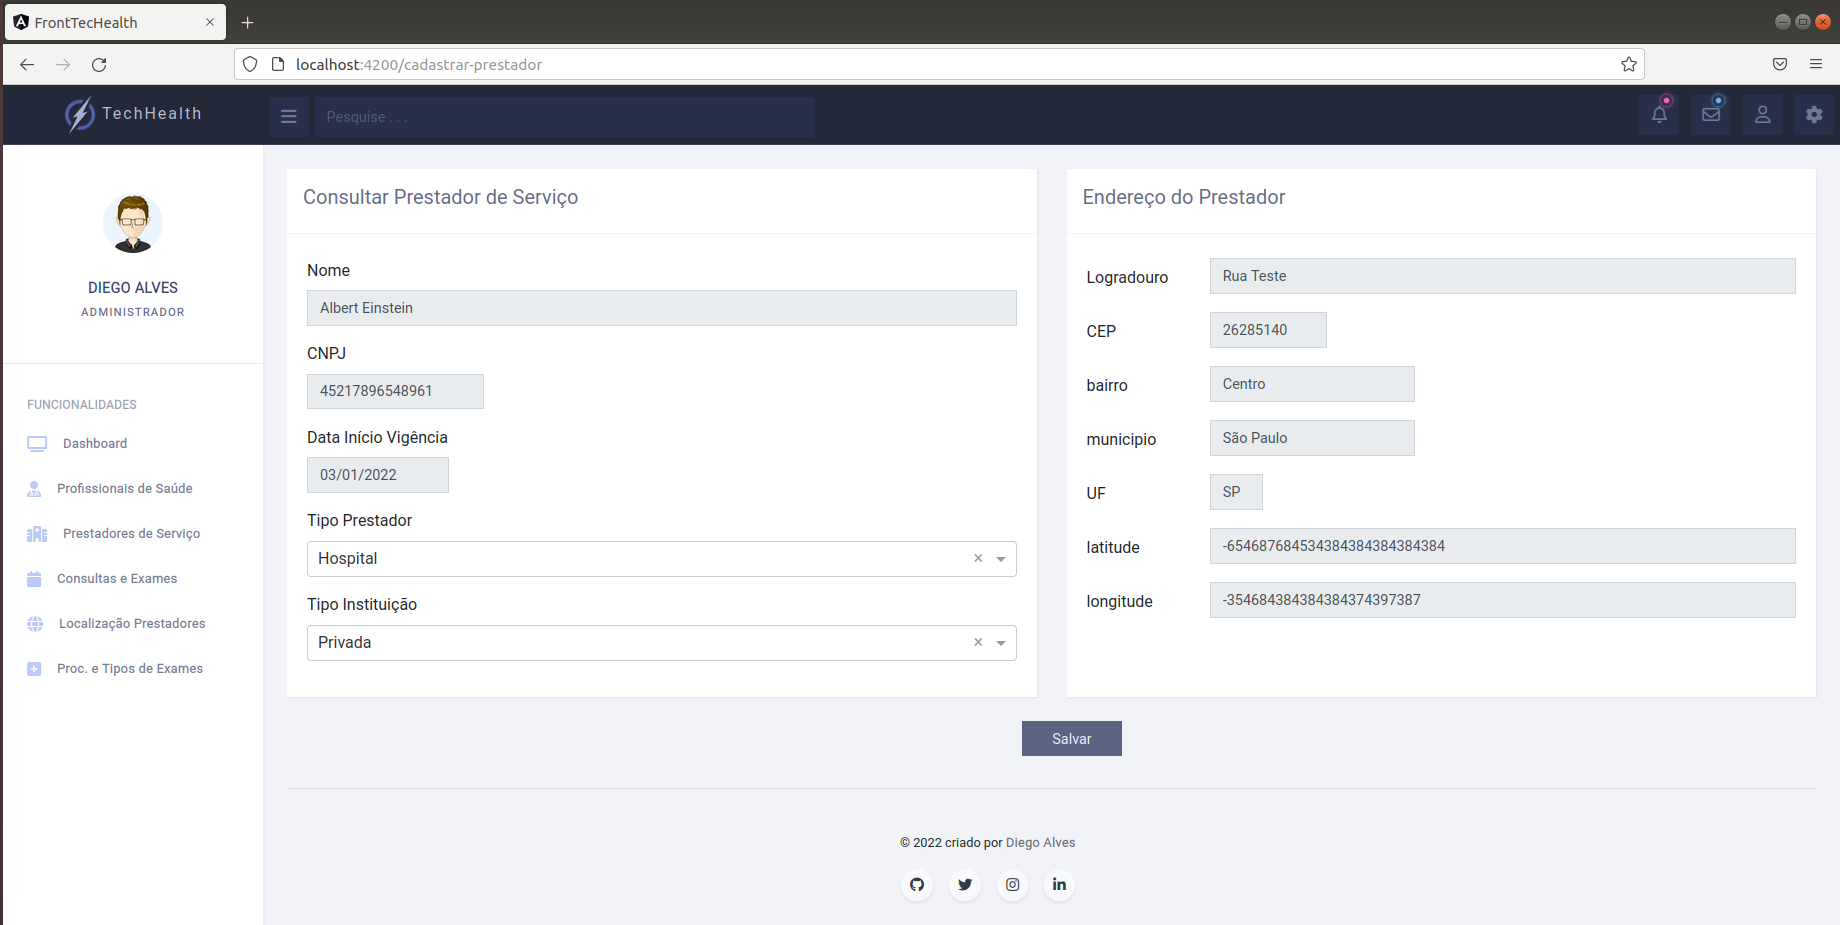 FrontTecHealth
localhost:4200/cadastrar-prestador
TechHealth
Pesquise . . .
DIEGO ALVES
ADMINISTRADOR
FUNCIONALIDADES
Dashboard
Profissionais de Saúde
Prestadores de Serviço
Consultas e Exames
Localização Prestadores
Proc. e Tipos de Exames
Consultar Prestador de Serviço
Nome
Albert Einstein
CNPJ
45217896548961
Data Início Vigência
03/01/2022
Tipo Prestador
Hospital
Tipo Instituição
Privada
Endereço do Prestador
Logradouro Rua Teste
CEP 26285140
bairro Centro
municipio São Paulo
UF SP
latitude -654687684534384384384384384
longitude -354684384384384374397387
Salvar
© 2022 criado por Diego Alves